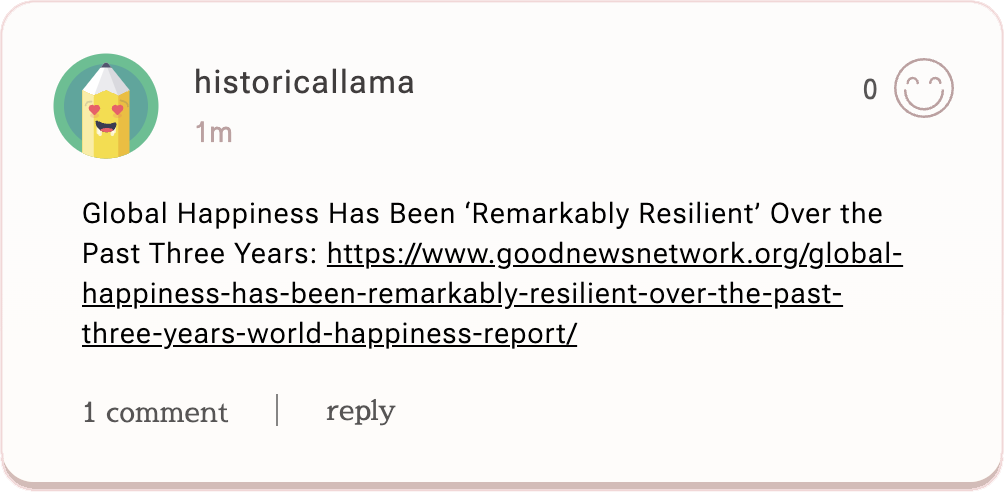 historicallama
0
1m
Global Happiness Has Been ‘Remarkably Resilient’ Over the
Past Three Years: https://www.goodnewsnetwork.org/global-
happiness-has-been-remarkably-resilient-over-the-past-
three-years-world-happiness-report/
1 comment | reply